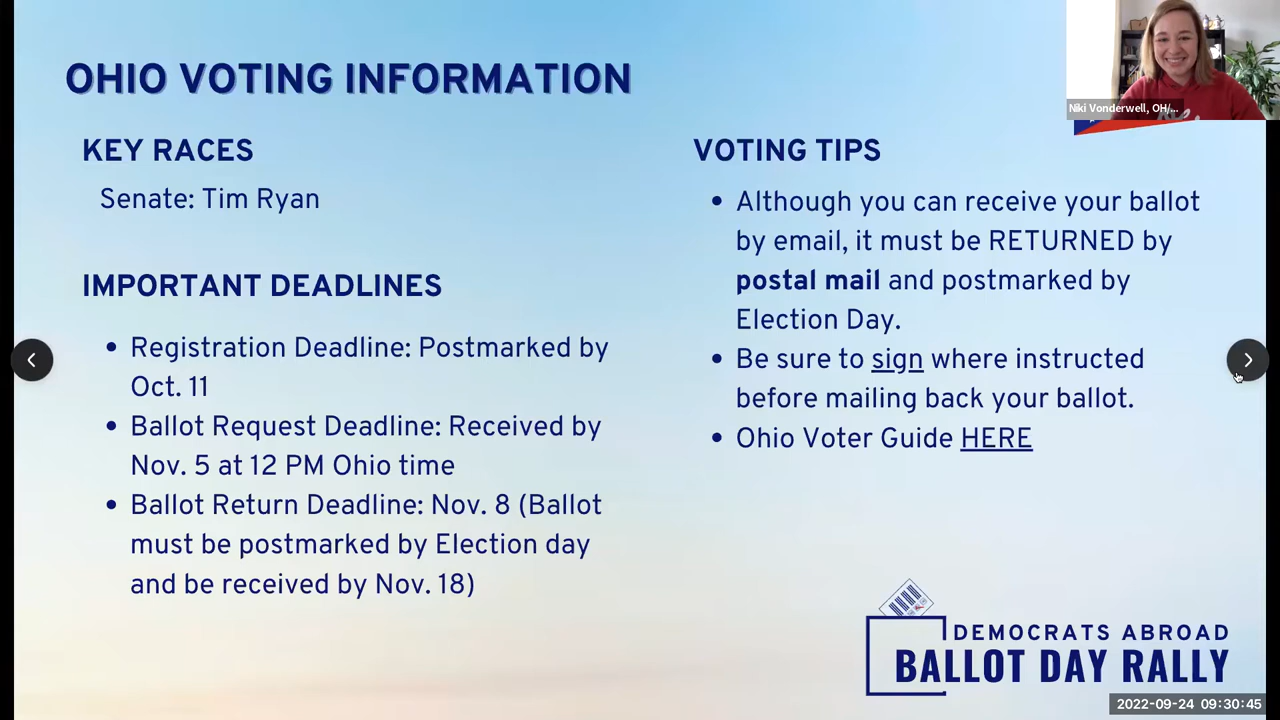 OHIO VOTING INFORMATION
KEY RACES
Senate: Tim Ryan
IMPORTANT DEADLINES
• Registration Deadline: Postmarked by
Oct. 11
• Ballot Request Deadline: Received by
Nov. 5 at 12 PM Ohio time
• Ballot Return Deadline: Nov. 8 (Ballot
must be postmarked by Election day
and be received by Nov. 18)
VOTING TIPS
• Although you can receive your ballot
by email, it must be RETURNED by
postal mail and postmarked by
Election Day.
• Be sure to sign where instructed
before mailing back your ballot.
• Ohio Voter Guide HERE
Niki Vonderwell, OH/...
DEMOCRATS ABROAD
BALLOT DAY RALLY
2022-09-24 09:30:45